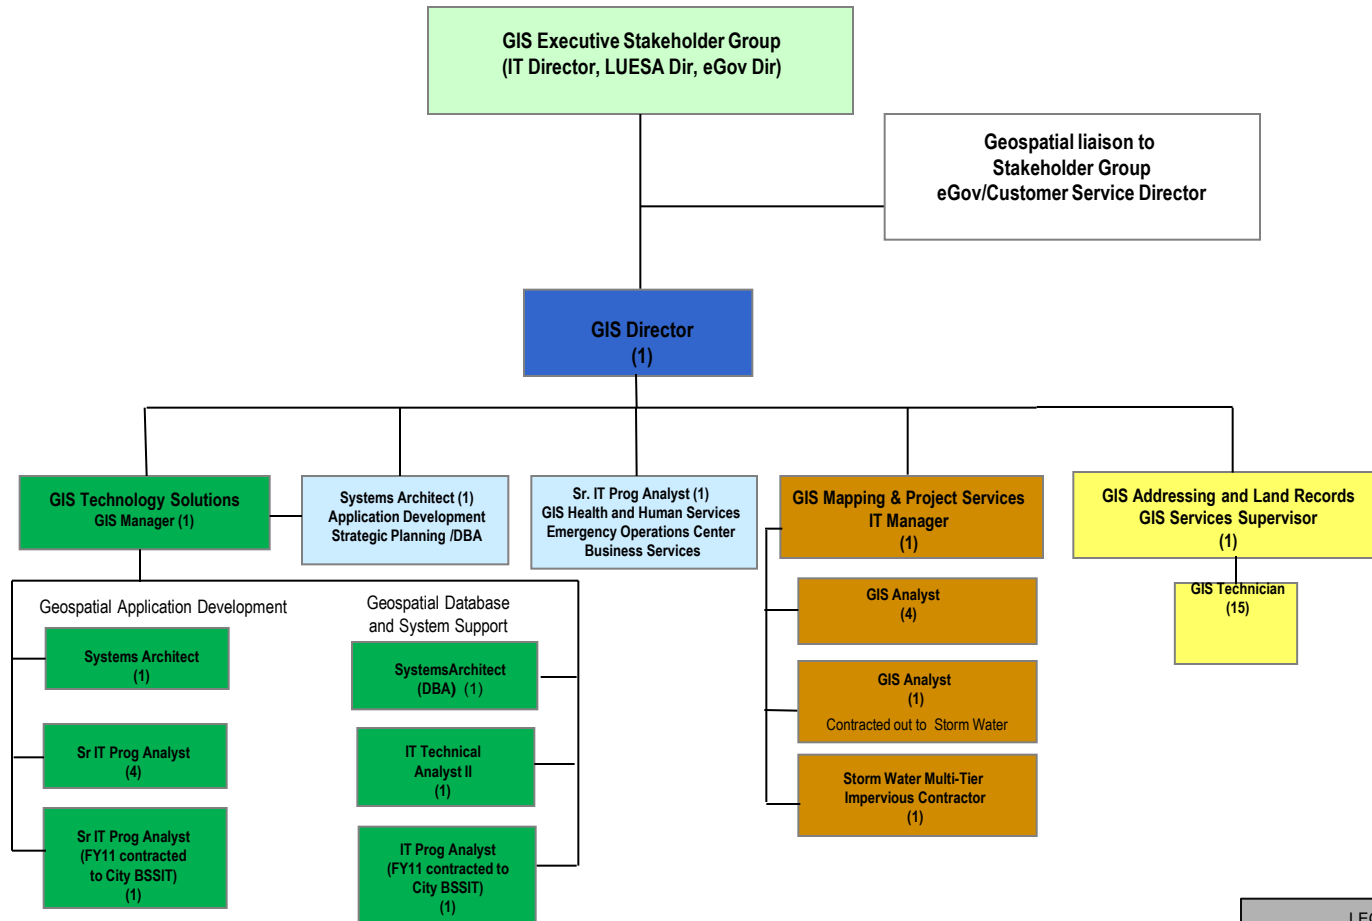 GIS Executive Stakeholder Group
(IT Director, LUESA Dir, eGov Dir)
Geospatial liaison to
Stakeholder Group
eGov/Customer Service Director
GIS Director
(1)
GIS Technology Solutions
GIS Manager (1)
Systems Architect (1)
Application Development
Strategic Planning /DBA
Sr. IT Prog Analyst (1)
GIS Health and Human Services
Emergency Operations Center
Business Services
GIS Mapping & Project Services
IT Manager
(1)
GIS Addressing and Land Records
GIS Services Supervisor
(1)
Geospatial Application Development
Systems Architect
(1)
Sr IT Prog Analyst
(4)
Sr IT Prog Analyst
(FY11 contracted
to City BSSIT)
(1)
Geospatial Database
and System Support
SystemsArchitect
(DBA) (1)
IT Technical
Analyst II
(1)
IT Prog Analyst
(FY11 contracted to
City BSSIT)
(1)
GIS Analyst
(4)
GIS Analyst
(1)
Contracted out to Storm Water
Storm Water Multi-Tier
Impervious Contractor
(1)
GIS Technician
(15)